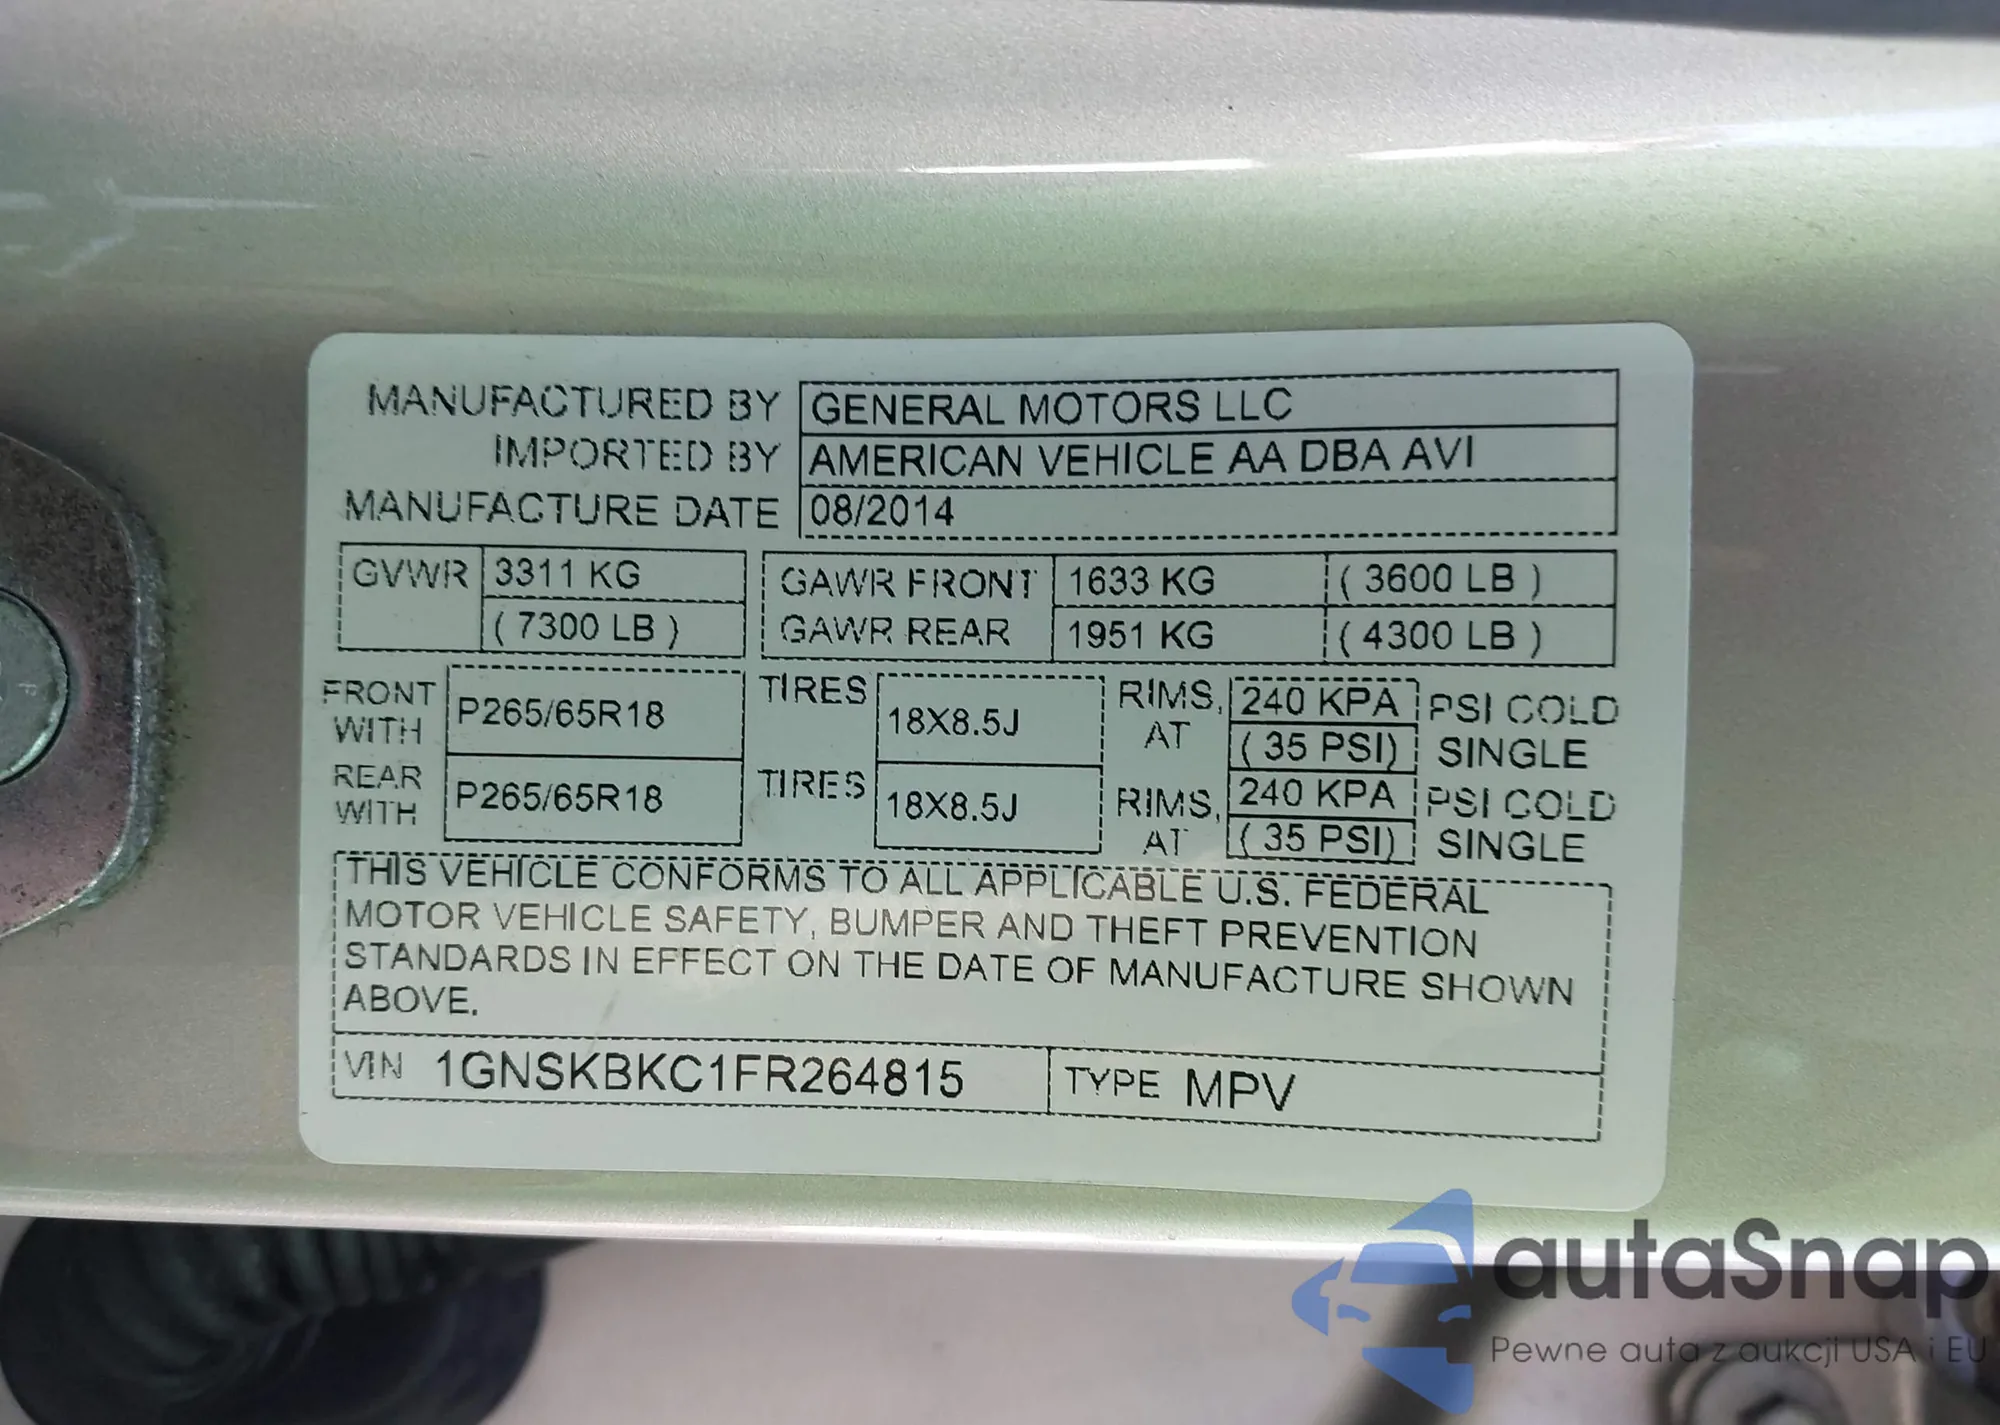 MANUFACTURED BY GENERAL MOTORS LLC
IMPORTED BY AMERICAN VEHICLE AA DBA AVI
MANUFACTURE DATE 08/2014
GVWR 3311 KG GAWR FRONT 1633 KG ( 3600 LB )
( 7300 LB ) GAWR REAR 1951 KG ( 4300 LB )
FRONT WITH P265/65R18 TIRES 18X8.5J RIMS, AT 240 KPA PSI COLD
( 35 PSI) SINGLE
REAR WITH P265/65R18 TIRES 18X8.5J RIMS, AT 240 KPA PSI COLD
( 35 PSI) SINGLE
THIS VEHICLE CONFORMS TO ALL APPLICABLE U.S. FEDERAL
MOTOR VEHICLE SAFETY, BUMPER AND THEFT PREVENTION
STANDARDS IN EFFECT ON THE DATE OF MANUFACTURE SHOWN
ABOVE.
VIN 1GNSKBKC1FR264815 TYPE MPV
autaSnap
Pewne auta z aukcji USA i EU